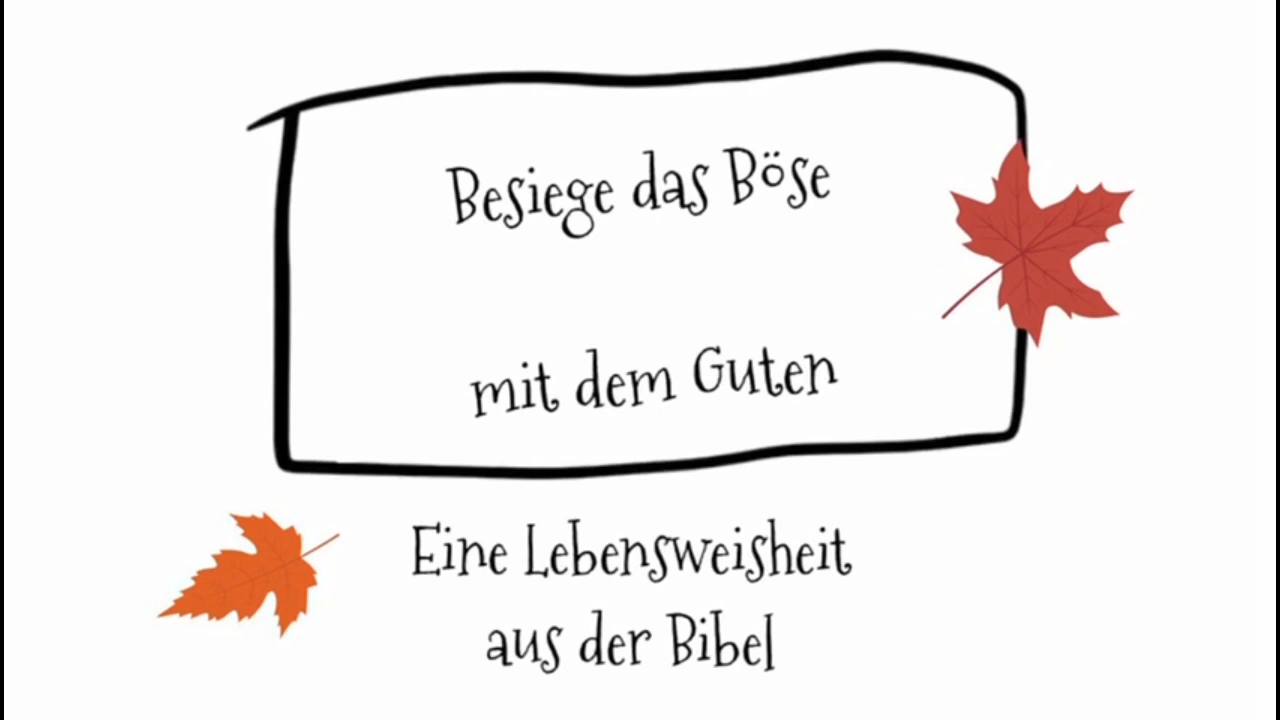 Besiege das Böse
mit dem Guten
Eine Lebensweisheit
aus der Bibel